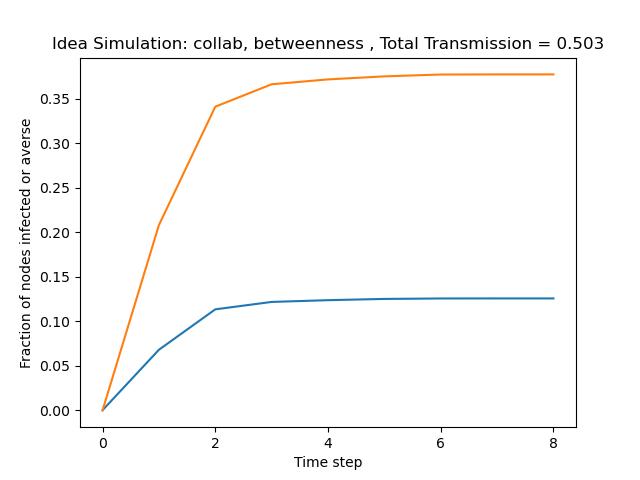 Idea Simulation: collab, betweenness , Total Transmission = 0.503
Fraction of nodes infected or averse
0.35
0.30
0.25
0.20
0.15
0.10
0.05
0.00
0 2 4 6 8
Time step